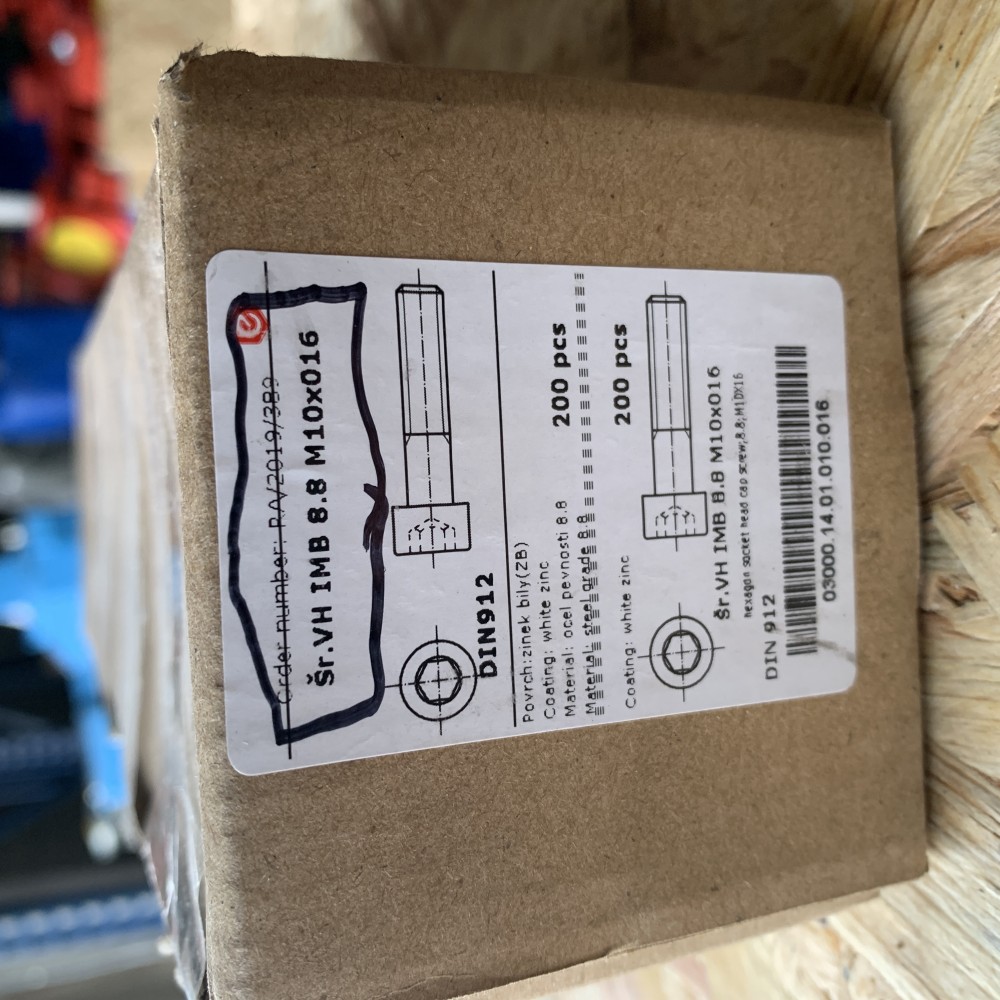 Order number: RA/2019/389
Šr.VH IMB 8.8 M10x016
DIN912
Povrch:zinek bily(ZB)
Coating: white zinc
Material: ocel pevnosti 8.8 200 pcs
Material: steel grade 8.8
Coating: white zinc 200 pcs
Šr.VH IMB 8.8 M10x016
hexagon socket head cap screw;8.8;M10X16
DIN 912
03000.14.01.010.016